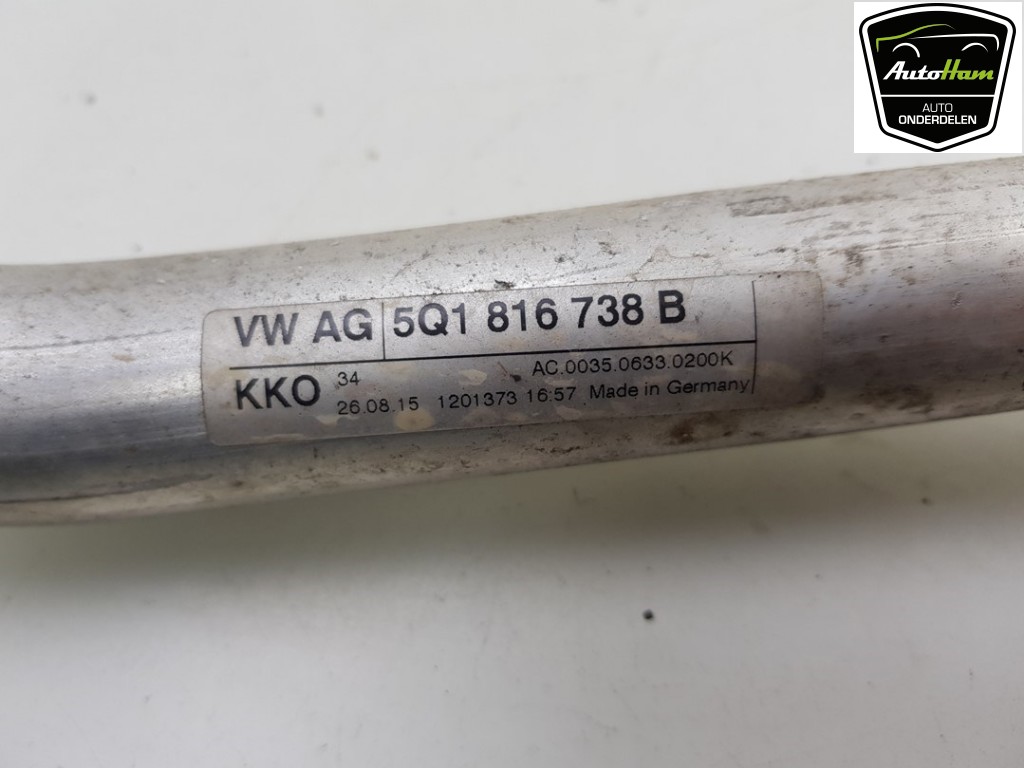 AutoHam
AUTO
ONDERDELEN
VW AG 5Q1 816 738 B
KKO 34 AC.0035.0633.0200K
26.08.15 1201373 16:57 Made in Germany